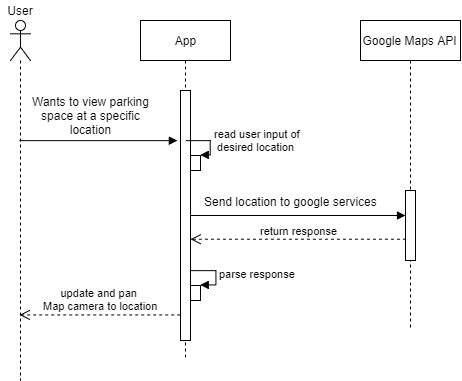 User
App
Google Maps API
Wants to view parking
space at a specific
location
read user input of
desired location
Send location to google services
return response
parse response
update and pan
Map camera to location